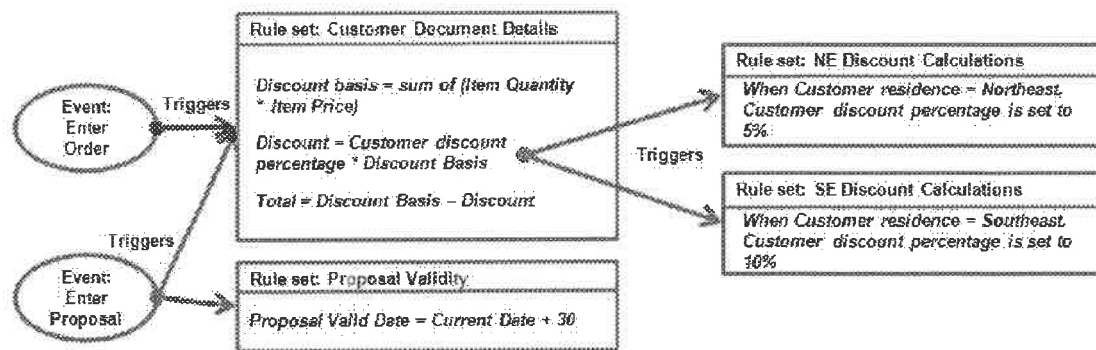 Rule set: Customer Document Details
Discount basis = sum of (Item Quantity
* Item Price)
Discount = Customer discount
percentage * Discount Basis
Total = Discount Basis – Discount
Event:
Enter
Order
Triggers
Rule set: NE Discount Calculations
When Customer residence = Northeast,
Customer discount percentage is set to
5%
Triggers
Rule set: SE Discount Calculations
When Customer residence = Southeast,
Customer discount percentage is set to
10%
Triggers
Event:
Enter
Proposal
Rule set: Proposal Validity
Proposal Valid Date = Current Date + 30